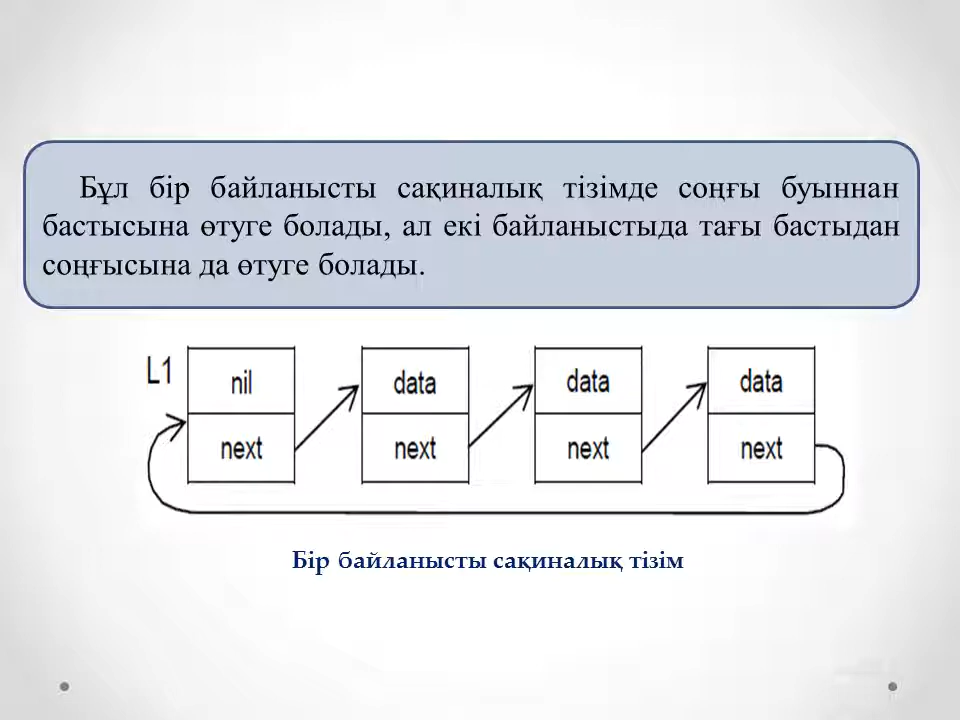 Бұл бір байланысты сақиналық тізімде соңғы буыннан
бастысына өтуге болады, ал екі байланыстыда тағы бастыдан
соңғысына да өтуге болады.
L1 nil data data data
next next next next
Бір байланысты сақиналық тізім